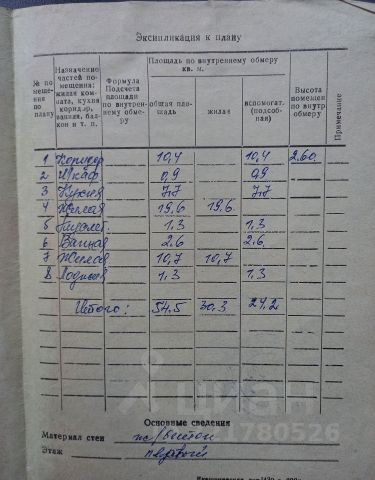 Экспликация к плану
№ по помещения по плану
Назначение частей помещения: жилая комната, кухня коридор, ванная, балкон и т. п.
Формула Подсчета площади по внутреннему обмеру
Площадь по внутреннему обмеру кв. м.
общая площадь
жилая
вспомогат. (подсобная)
Высота помещения по внутр обмеру
Примечание
1 Коридор 10,4 10,4 2.60
2 Шкаф 0,9 0,9
3 Кухня 7,7 7,7
4 Жилая 19,6 19,6
5 Туалет 1,3 1,3
6 Ванная 2.6 2.6
7 Жилая 10,7 10,7
8 Лоджия 1.3 1.3
Итого: 54.5 30.3 24.2
циан
Основные сведения
Материал стен ж/бетон
Этаж первый